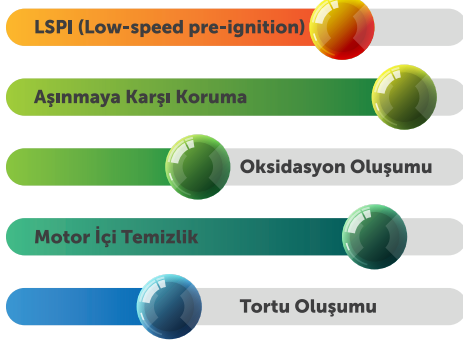 LSPI (Low-speed pre-ignition)
Aşınmaya Karşı Koruma
Oksidasyon Oluşumu
Motor İçi Temizlik
Tortu Oluşumu